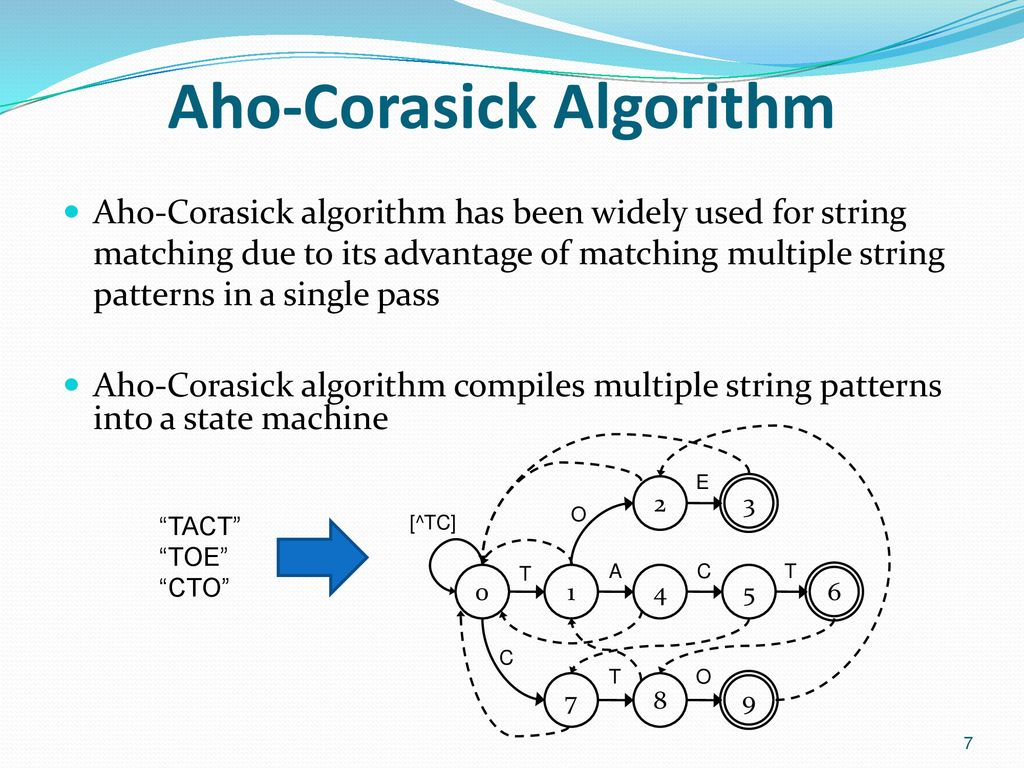 Aho-Corasick Algorithm
Aho-Corasick algorithm has been widely used for string
matching due to its advantage of matching multiple string
patterns in a single pass
Aho-Corasick algorithm compiles multiple string patterns
into a state machine
“TACT”
“TOE”
“CTO”
[^TC]
O
2
E
3
0
T
1
A
4
C
5
T
6
C
7
T
8
O
9
7